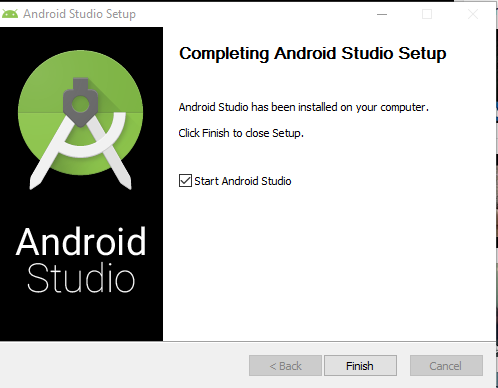 Android Studio Setup
Completing Android Studio Setup
Android Studio has been installed on your computer.
Click Finish to close Setup.
Start Android Studio
Android
Studio
< Back
Finish
Cancel